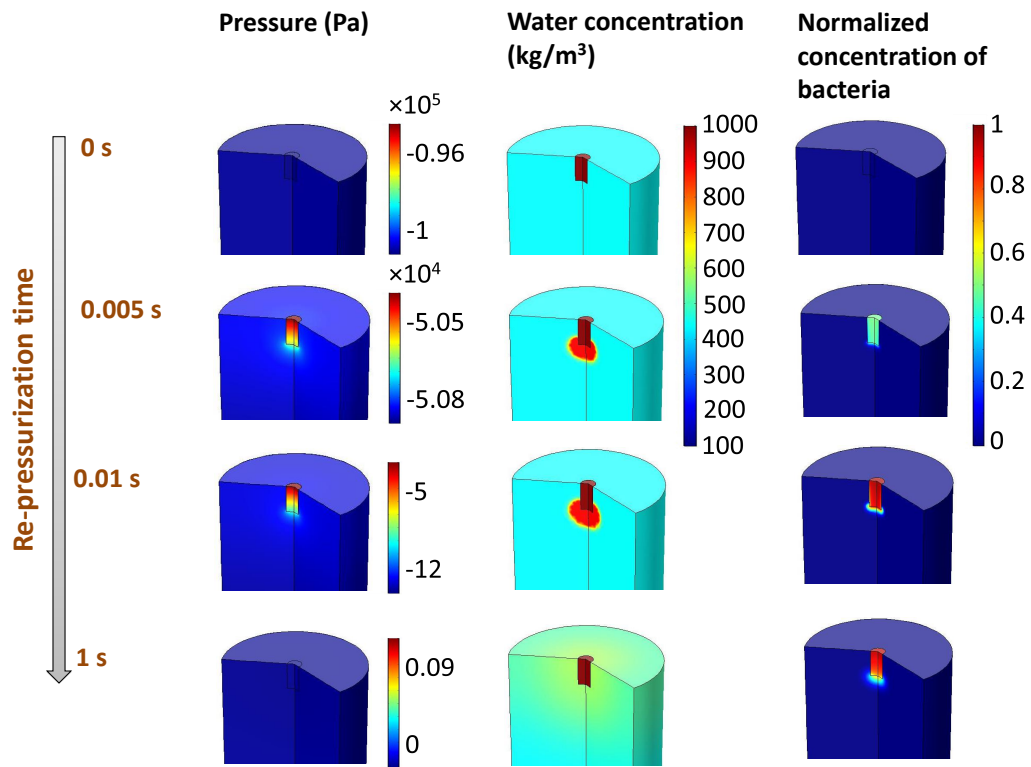 Pressure (Pa)
Water concentration
(kg/m³)
Normalized
concentration of
bacteria
Re-pressurization time
0 s
×10⁵
-0.96
-1
1000
900
800
700
600
500
400
300
200
100
1
0.8
0.6
0.4
0.2
0
0.005 s
×10⁴
-5.05
-5.08
0.01 s
-5
-12
1 s
0.09
0